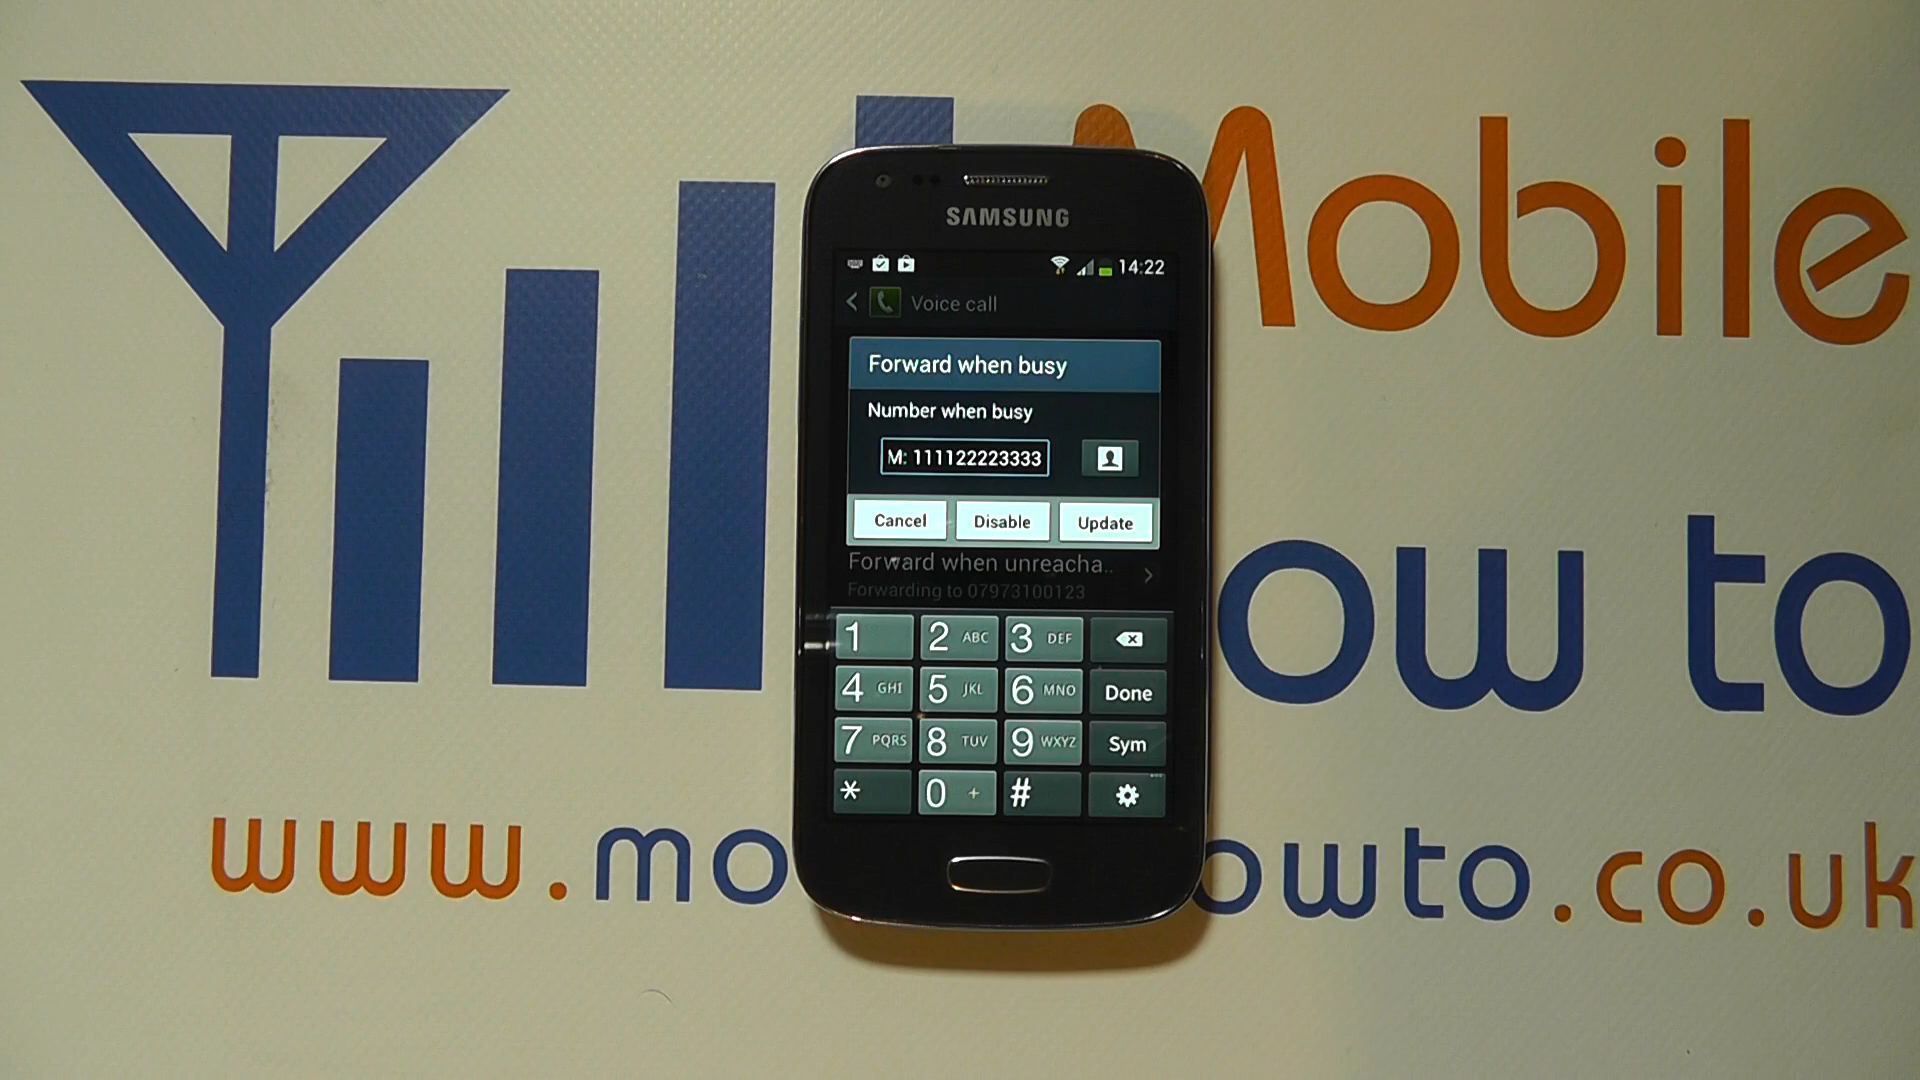 Mobile
ow to
www.mo owto.co.uk
SAMSUNG
14:22
Voice call
Forward when busy
Number when busy
M: 111122223333
Cancel Disable Update
Forward when unreacha..
Forwarding to 07973100123
1 2 ABC 3 DEF
4 GHI 5 JKL 6 MNO Done
7 PQRS 8 TUV 9 WXYZ Sym
* 0 + #